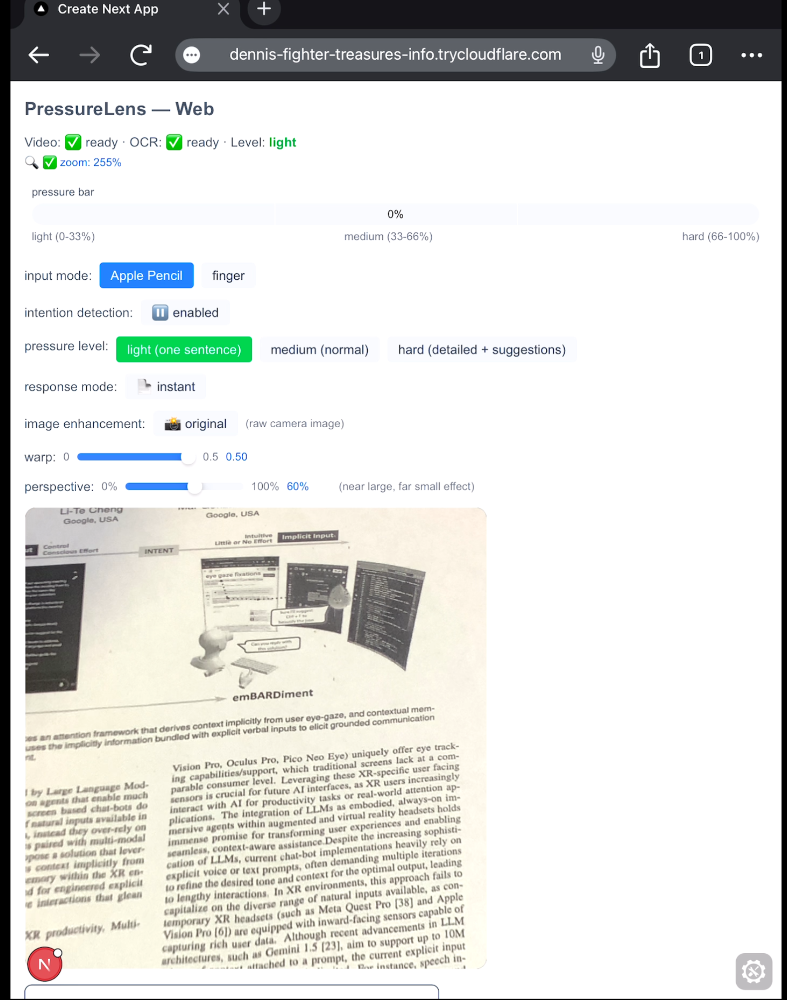 Create Next App
dennis-fighter-treasures-info.trycloudflare.com
1
PressureLens — Web
Video: ✅ ready · OCR: ✅ ready · Level: light
🔍 ✅ zoom: 255%
pressure bar
0%
light (0-33%) medium (33-66%) hard (66-100%)
input mode: Apple Pencil finger
intention detection: ⏸ enabled
pressure level: light (one sentence) medium (normal) hard (detailed + suggestions)
response mode: instant
image enhancement: 📸 original (raw camera image)
warp: 0 0.5 0.50
perspective: 0% 100% 60% (near large, far small effect)
Li-Te Cheng
Google, USA
Google, USA
Control
Conscious Effort
INTENT
Intuitive
Little or No Effort
Implicit Input
eye gaze fixations
Can you reply with
this solution?
emBARDiment
an attention framework that derives context implicitly from user eye-gaze, and contextual mem-
uses the implicitly information bundled with explicit verbal inputs to elicit grounded communication
by Large Language Mod-
on agents that enable much
screen based chat-bots do
f natural inputs available in
, instead they over-rely on
s paired with multi-modal
pose a solution that lever-
s context implicitly from
emory within the XR en-
d for engineered explicit
e interactions that glean
XR productivity, Multi-
Vision Pro, Oculus Pro, Pico Neo Eye) uniquely offer eye track-
ing capabilities/support, which traditional screens lack at a com-
parable consumer level. Leveraging these XR-specific user facing
sensors is crucial for future AI interfaces, as XR users increasingly
interact with AI for productivity tasks or real-world attention ap-
plications. The integration of LLMs as embodied, always-on im-
mersive agents within augmented and virtual reality headsets holds
immense promise for transforming user experiences and enabling
seamless, context-aware assistance.Despite the increasing sophisti-
cation of LLMs, current chat-bot implementations heavily rely on
explicit voice or text prompts, often demanding multiple iterations
to refine the desired tone and context for the optimal output, leading
to lengthy interactions. In XR environments, this approach fails to
capitalize on the diverse range of natural inputs available, as con-
temporary XR headsets (such as Meta Quest Pro [38] and Apple
Vision Pro [6]) are equipped with inward-facing sensors capable of
capturing rich user data. Although recent advancements in LLM
architectures, such as Gemini 1.5 [23], aim to support up to 10M
attached to a prompt, the current explicit input
For instance, speech in-
N